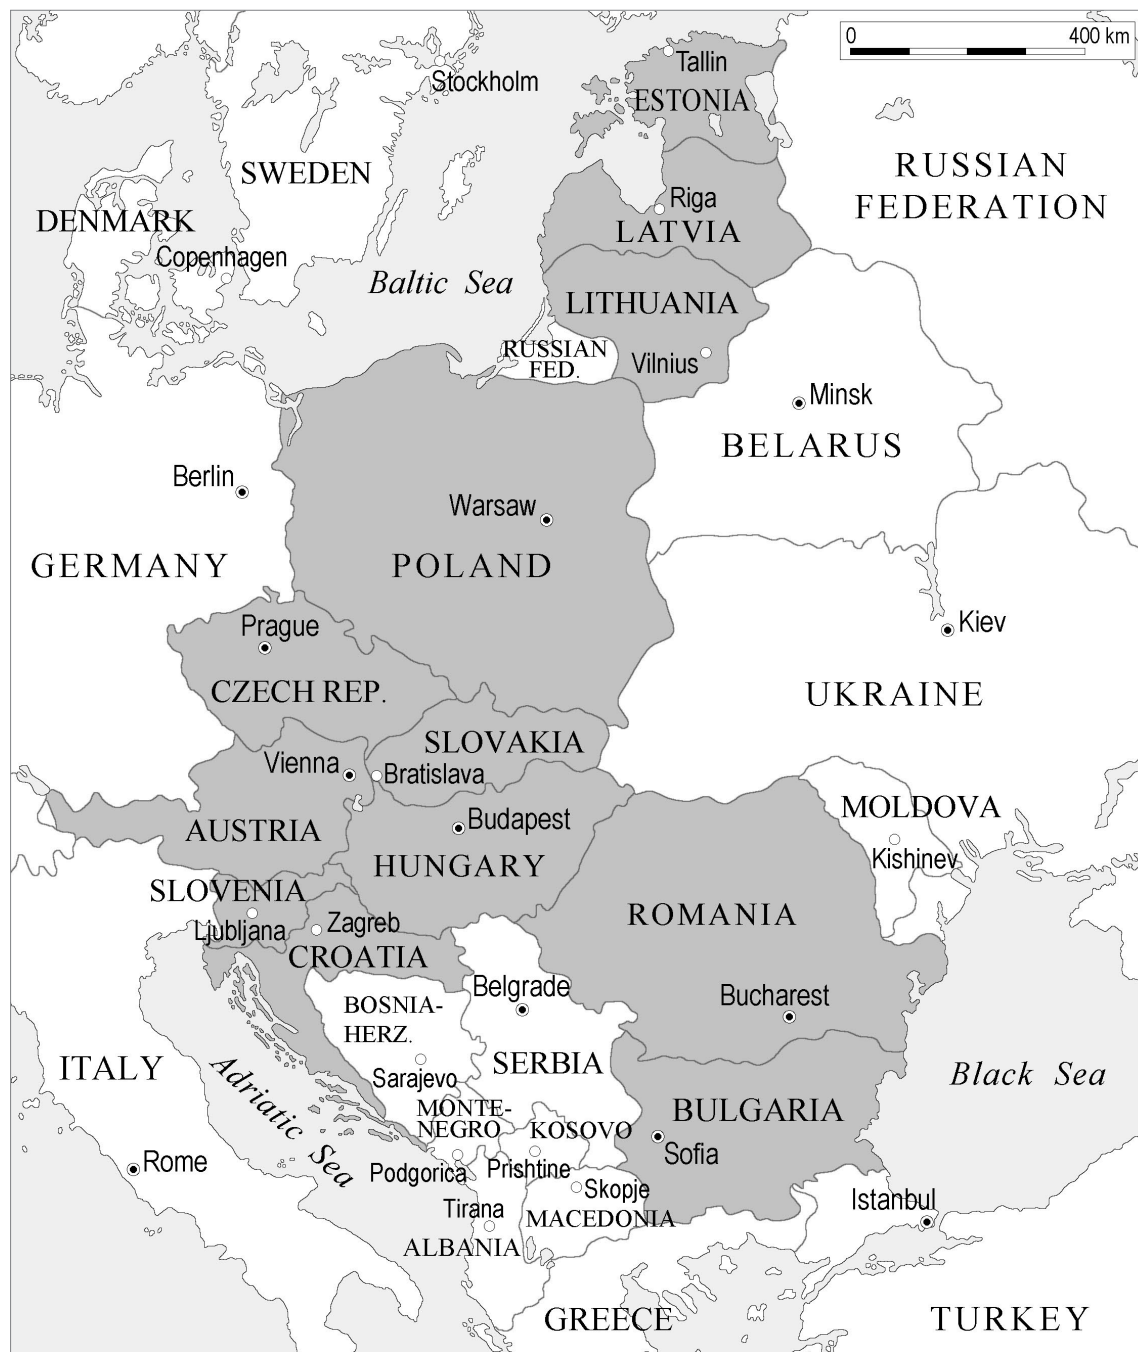 0 400 km
Tallin
Stockholm
ESTONIA
SWEDEN
RUSSIAN
FEDERATION
DENMARK
Riga
LATVIA
Copenhagen
Baltic Sea
LITHUANIA
RUSSIAN
FED.
Vilnius
Minsk
BELARUS
Berlin
Warsaw
GERMANY
POLAND
Prague
Kiev
CZECH REP.
UKRAINE
SLOVAKIA
Vienna
Bratislava
MOLDOVA
AUSTRIA
Budapest
Kishinev
HUNGARY
SLOVENIA
Ljubljana
Zagreb
ROMANIA
CROATIA
Belgrade
Bucharest
BOSNIA-
HERZ.
ITALY
SERBIA
Sarajevo
Adriatic Sea
Black Sea
MONTE-
NEGRO
BULGARIA
KOSOVO
Sofia
Rome
Podgorica
Prishtine
Skopje
Istanbul
Tirana
MACEDONIA
ALBANIA
GREECE
TURKEY